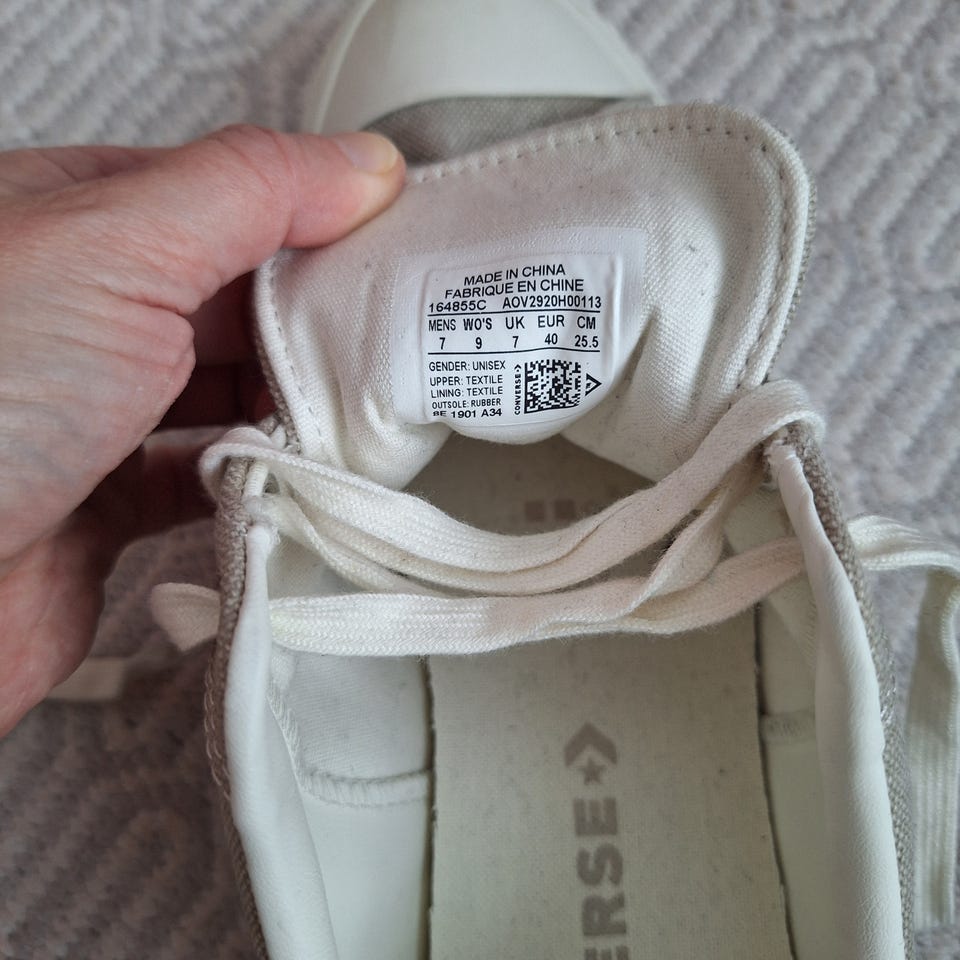 MADE IN CHINA
FABRIQUE EN CHINE
164855C AOV2920H00113
MENS WO'S UK EUR CM
7 9 7 40 25.5
GENDER: UNISEX
UPPER: TEXTILE
LINING: TEXTILE
OUTSOLE: RUBBER
BE 1901 A34
CONVERSE
ERSE